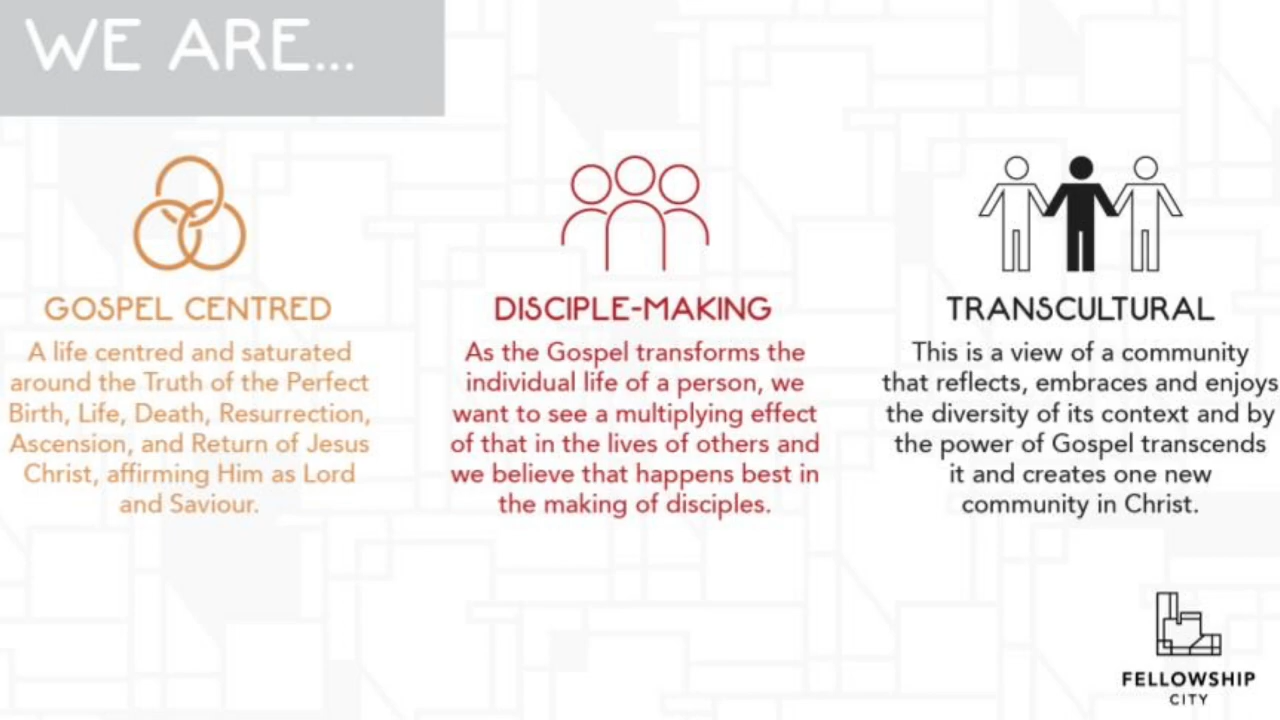 WE ARE...
GOSPEL CENTRED
A life centred and saturated
around the Truth of the Perfect
Birth, Life, Death, Resurrection,
Ascension, and Return of Jesus
Christ, affirming Him as Lord
and Saviour.
DISCIPLE-MAKING
As the Gospel transforms the
individual life of a person, we
want to see a multiplying effect
of that in the lives of others and
we believe that happens best in
the making of disciples.
TRANSCULTURAL
This is a view of a community
that reflects, embraces and enjoys
the diversity of its context and by
the power of Gospel transcends
it and creates one new
community in Christ.
FELLOWSHIP
CITY